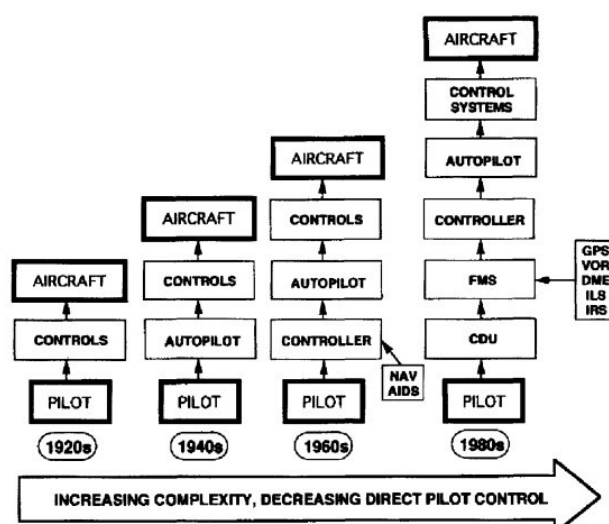 AIRCRAFT
CONTROLS
PILOT
1920s
AIRCRAFT
CONTROLS
AUTOPILOT
PILOT
1940s
AIRCRAFT
CONTROLS
AUTOPILOT
CONTROLLER
NAV
AIDS
PILOT
1960s
AIRCRAFT
CONTROL
SYSTEMS
AUTOPILOT
CONTROLLER
FMS
GPS
VOR
DME
ILS
IRS
CDU
PILOT
1980s
INCREASING COMPLEXITY, DECREASING DIRECT PILOT CONTROL